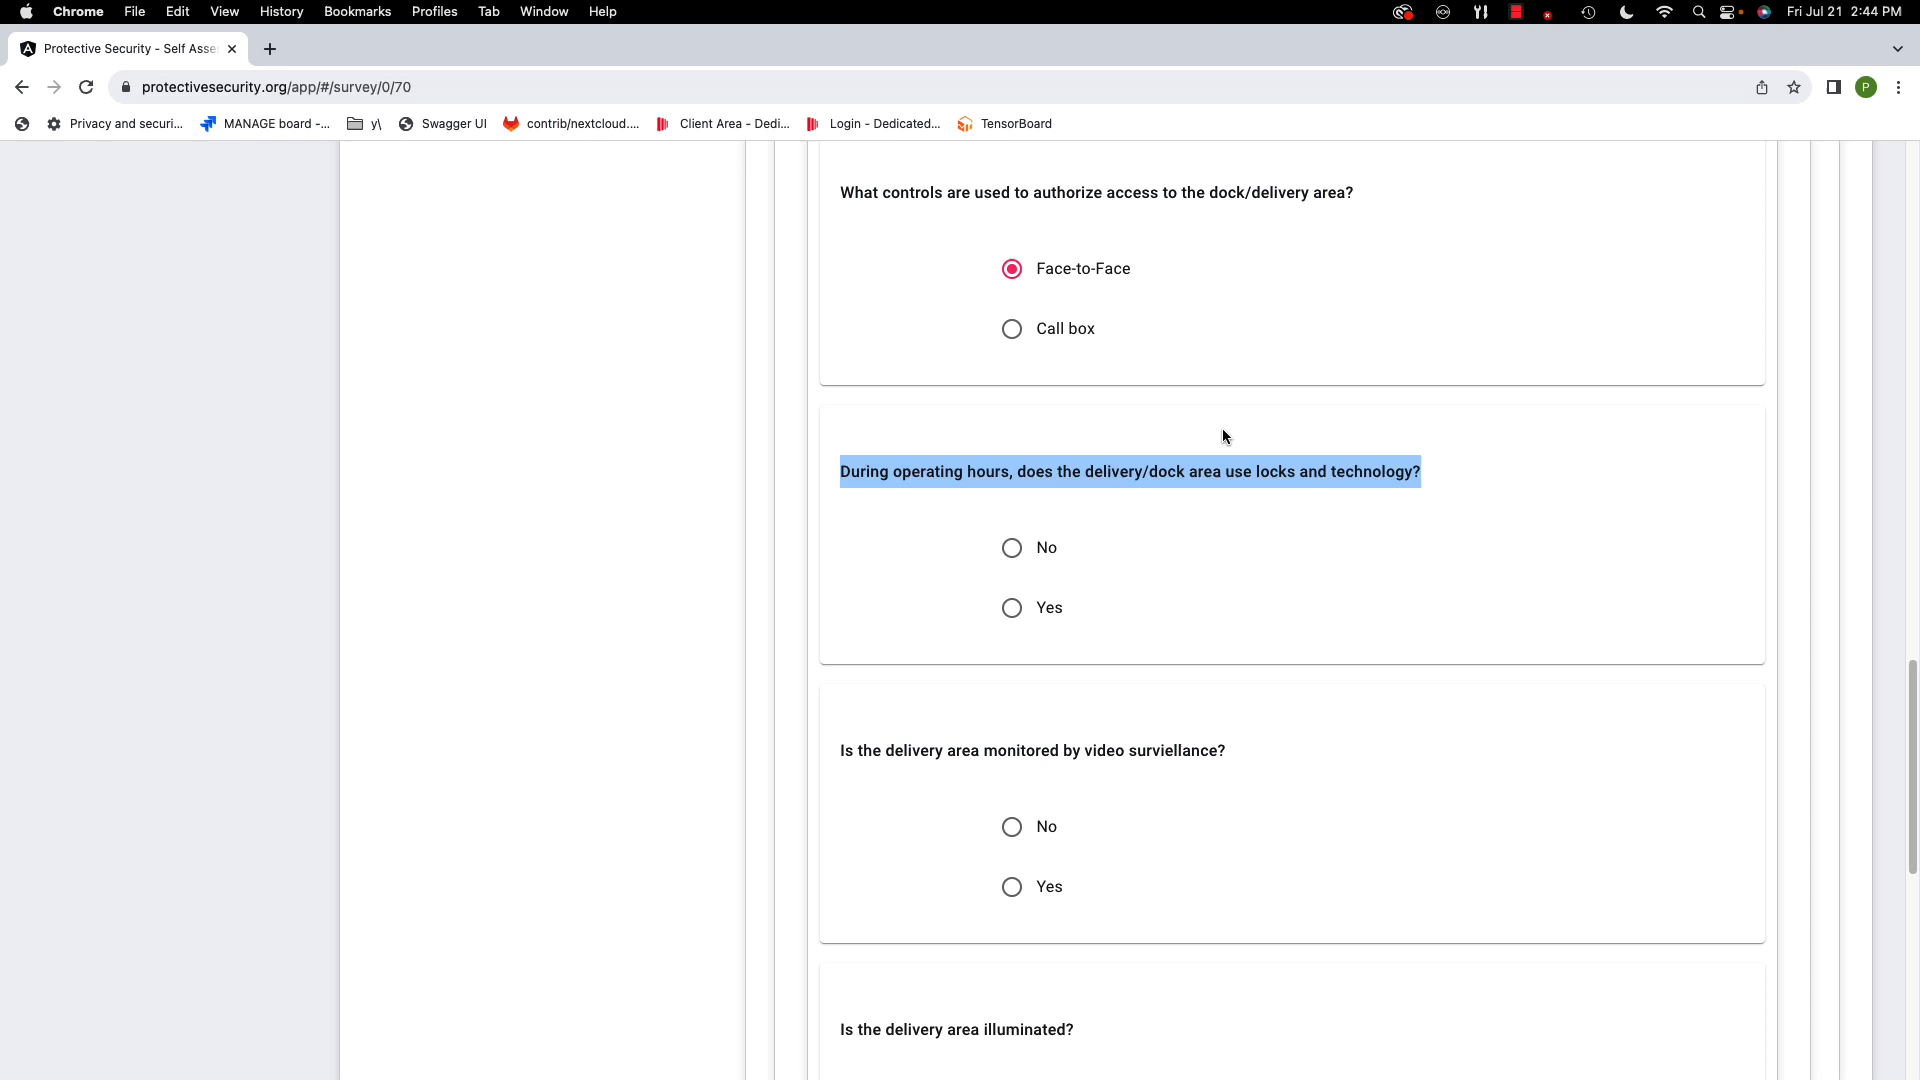 Chrome File Edit View History Bookmarks Profiles Tab Window Help Fri Jul 21 2:44 PM
Protective Security - Self Asse
protectivesecurity.org/app/#/survey/0/70 P
Privacy and securi... MANAGE board -... y\ Swagger UI contrib/nextcloud.... Client Area - Dedi... Login - Dedicated... TensorBoard
What controls are used to authorize access to the dock/delivery area?
Face-to-Face
Call box
During operating hours, does the delivery/dock area use locks and technology?
No
Yes
Is the delivery area monitored by video surviellance?
No
Yes
Is the delivery area illuminated?